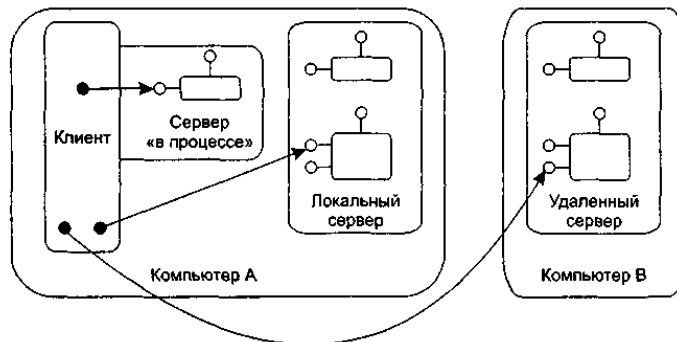 Клиент
Сервер
«в процессе»
Локальный
сервер
Удаленный
сервер
Компьютер А
Компьютер В